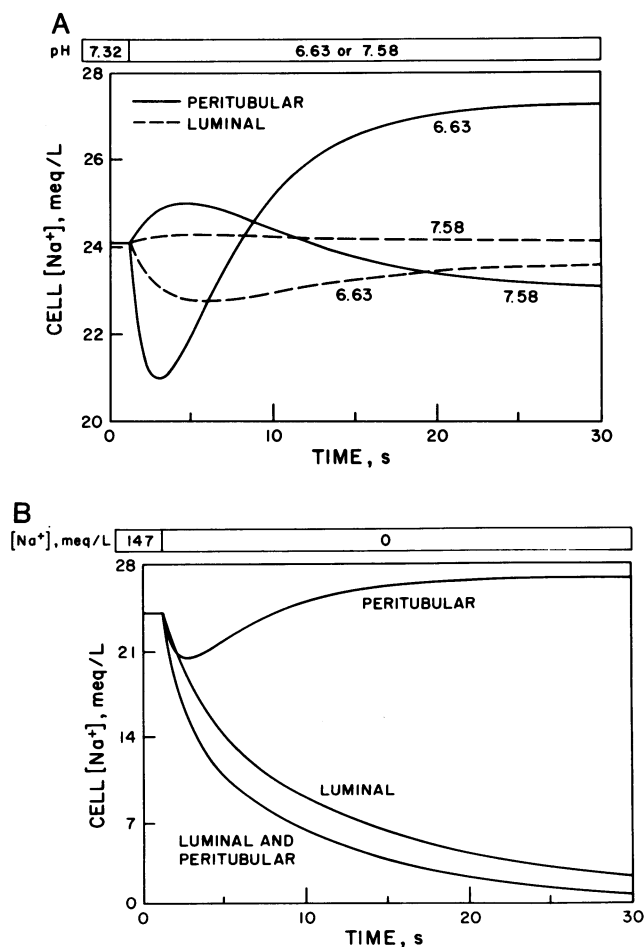 A
pH 7.32 6.63 or 7.58
28
PERITUBULAR
LUMINAL
6.63
26
CELL [Na⁺], meq/L
7.58
24
6.63
7.58
22
20
0 10 20 30
TIME, s
B
[Na⁺], meq/L 147 0
28
PERITUBULAR
21
CELL [Na⁺], meq/L
14
LUMINAL
7
LUMINAL AND
PERITUBULAR
0
0 10 20 30
TIME, s